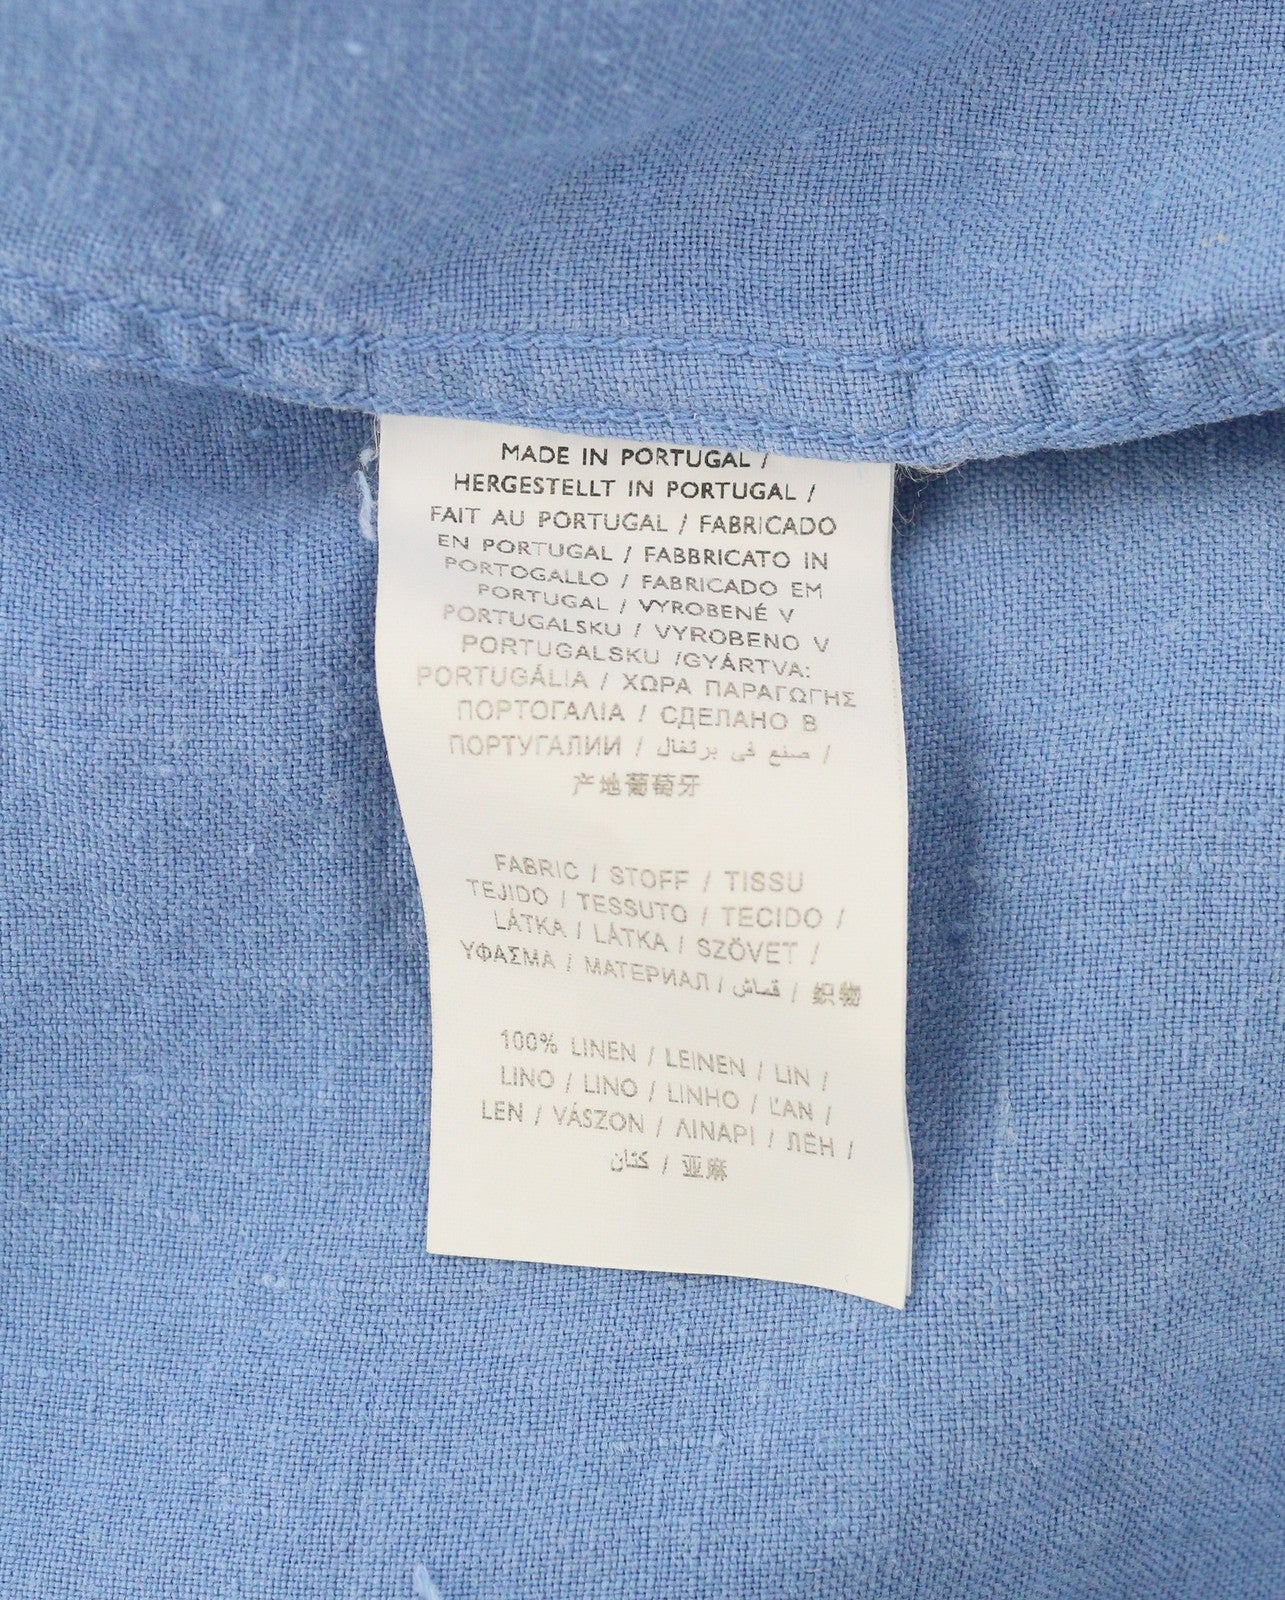 MADE IN PORTUGAL /
HERGESTELLT IN PORTUGAL /
FAIT AU PORTUGAL / FABRICADO
EN PORTUGAL / FABBRICATO IN
PORTOGALLO / FABRICADO EM
PORTUGAL / VYROBENÉ V
PORTUGALSKU / VYROBENO V
PORTUGALSKU /GYÁRTVA:
PORTUGÁLIA / ΧΩΡΑ ΠΑΡΑΓΩΓΗΣ
ΠΟΡΤΟΓΑΛΙΑ / СДЕЛАНО В
ПОРТУГАЛИИ / صنع في برتغال /
产地葡萄牙
FABRIC / STOFF / TISSU
TEJIDO / TESSUTO / TECIDO /
LÁTKA / LÁTKA / SZÖVET /
ΥΦΑΣΜΑ / МАТЕРИАЛ / قماش / 织物
100% LINEN / LEINEN / LIN /
LINO / LINO / LINHO / ĽAN /
LEN / VÁSZON / ΛΙΝΑΡΙ / ЛЁН /
كتان / 亚麻